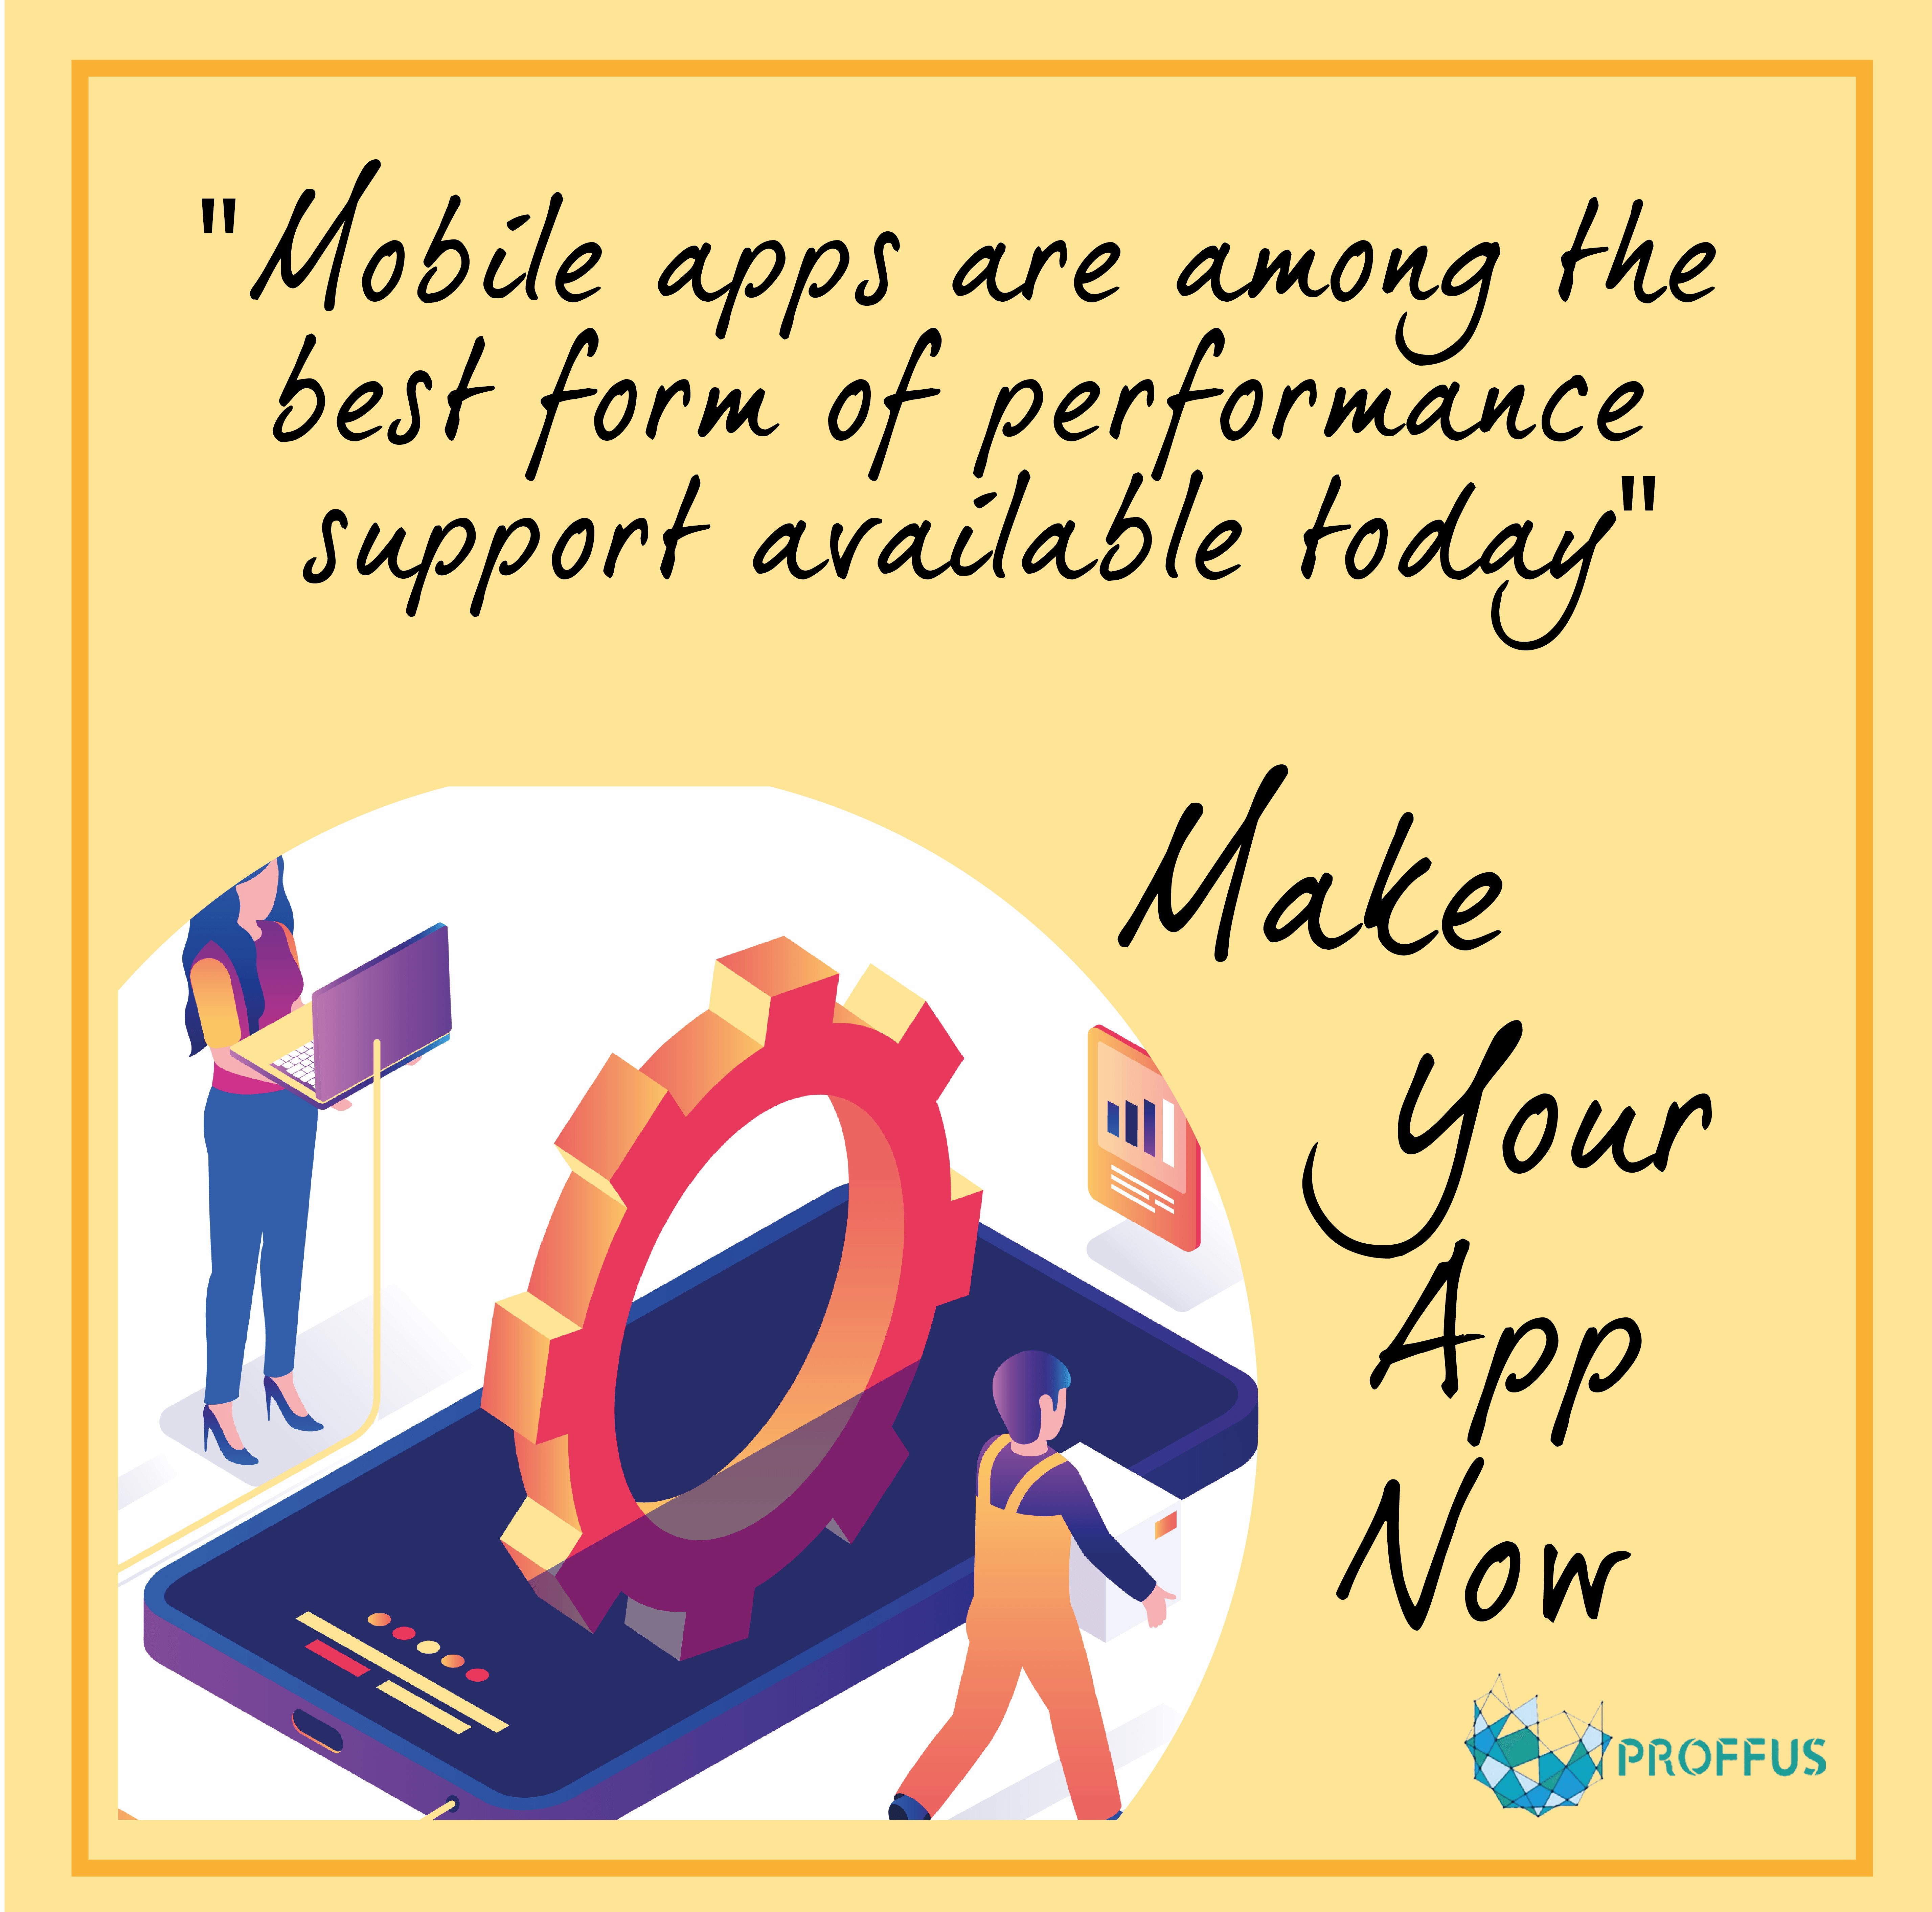 "Mobile apps are among the
best form of performance
support available today"
Make
Your
App
Now
PROFFUS